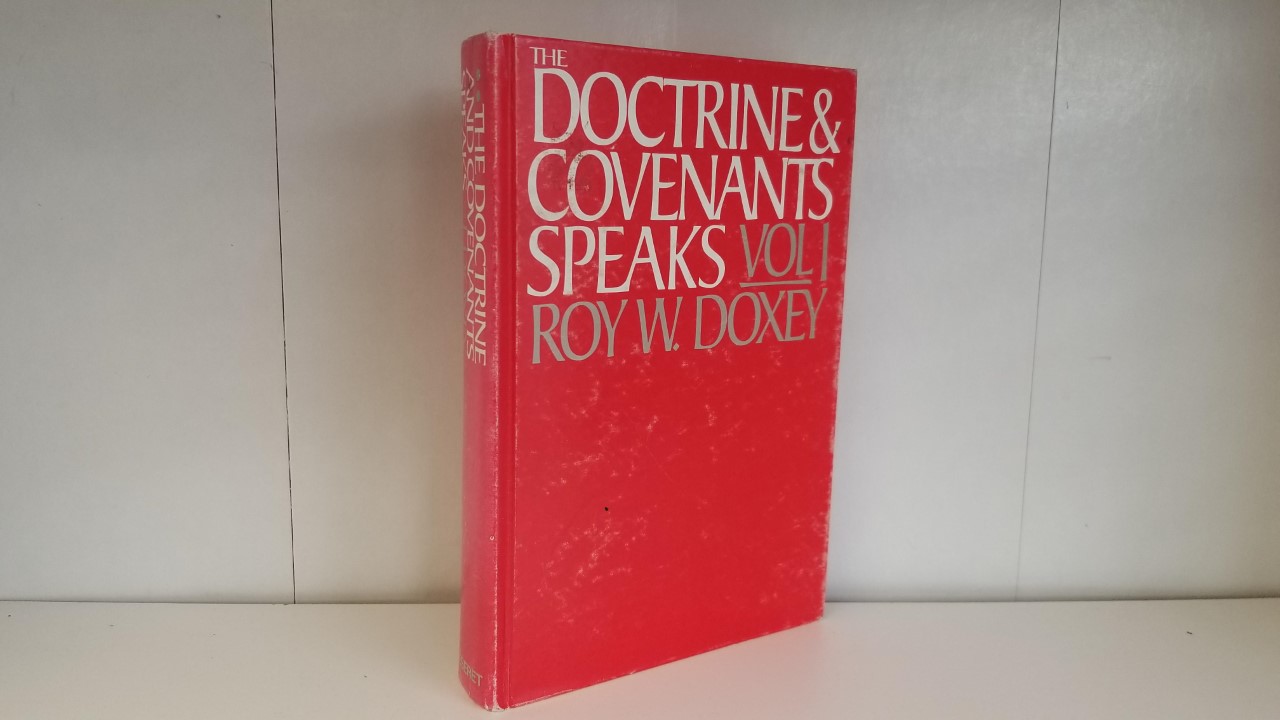 THE
DOCTRINE &
COVENANTS
SPEAKS VOL I
ROY W. DOXEY
THE DOCTRINE
AND COVENANTS